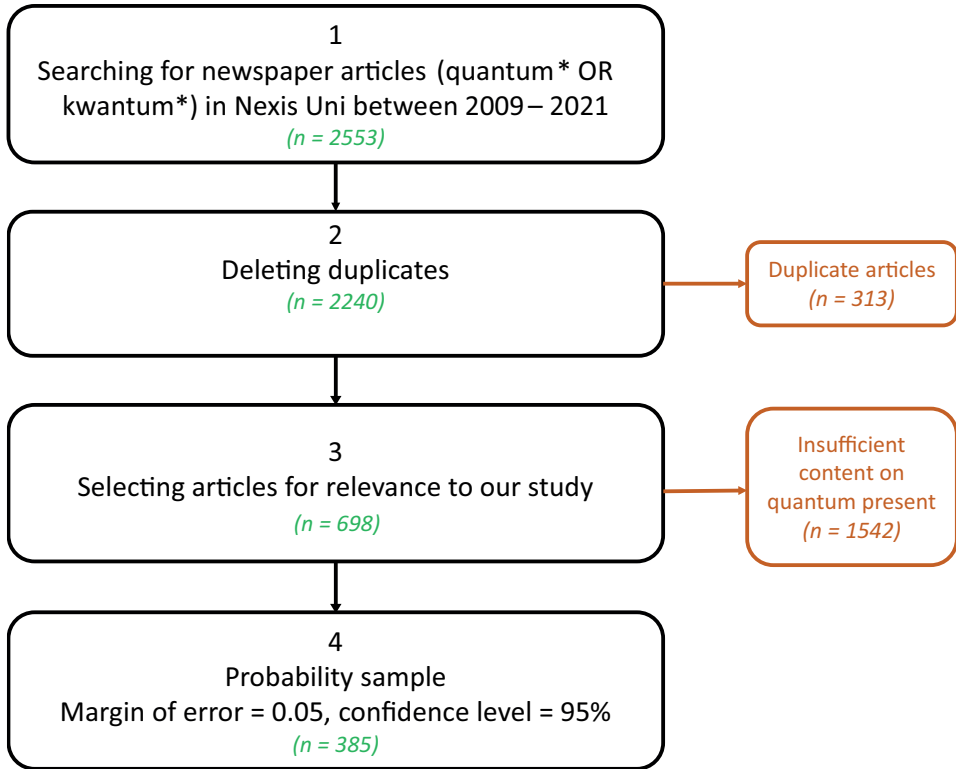 1
Searching for newspaper articles (quantum* OR
kwantum*) in Nexis Uni between 2009 – 2021
(n = 2553)
2
Deleting duplicates
(n = 2240)
Duplicate articles
(n = 313)
3
Selecting articles for relevance to our study
(n = 698)
Insufficient
content on
quantum present
(n = 1542)
4
Probability sample
Margin of error = 0.05, confidence level = 95%
(n = 385)